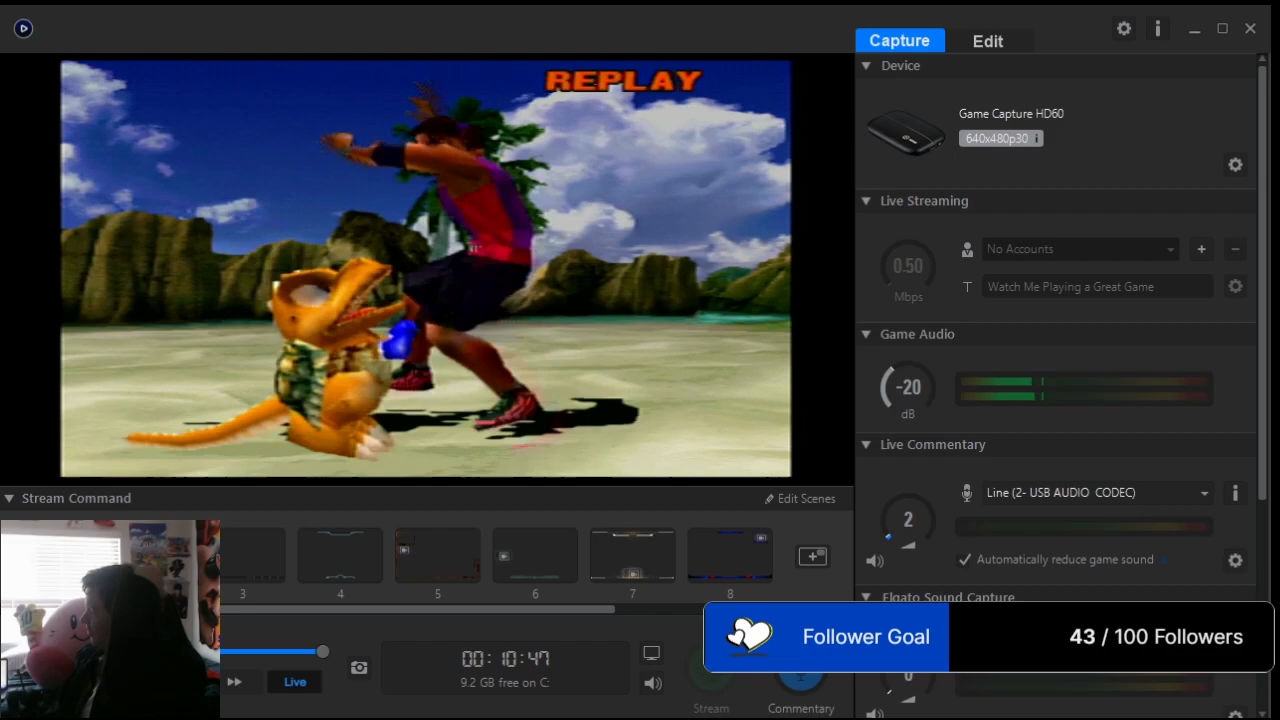 Capture
Edit
REPLAY
Device
Game Capture HD60
640x480p30
Live Streaming
No Accounts
0.50
Mbps
T Watch Me Playing a Great Game
Game Audio
-20
dB
Live Commentary
Line (2- USB AUDIO CODEC)
2
Automatically reduce game sound
Elgato Sound Capture
Stream Command
Edit Scenes
3
4
5
6
7
8
Follower Goal
43 / 100 Followers
00:10:47
9.2 GB free on C:
Live
Stream
Commentary